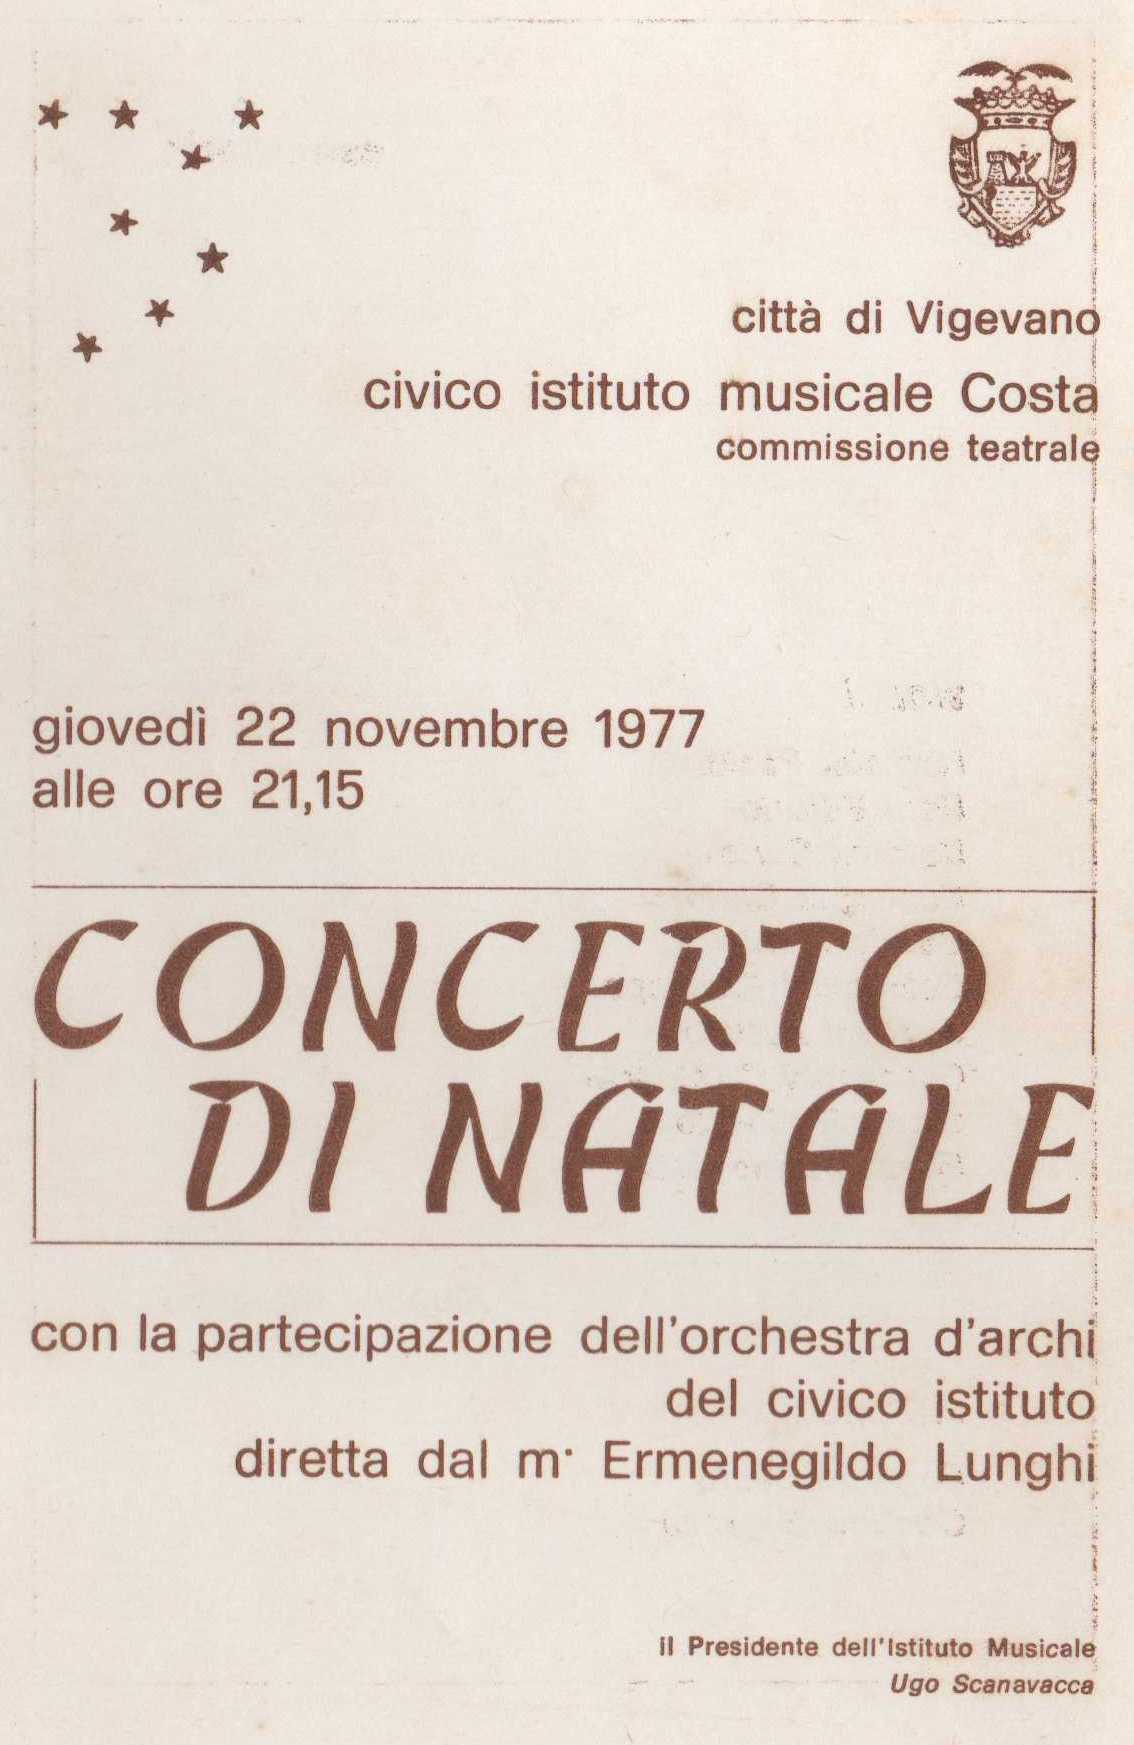 città di Vigevano
civico istituto musicale Costa
commissione teatrale
giovedì 22 novembre 1977
alle ore 21,15
CONCERTO
DI NATALE
con la partecipazione dell'orchestra d'archi
del civico istituto
diretta dal m· Ermenegildo Lunghi
il Presidente dell'Istituto Musicale
Ugo Scanavacca